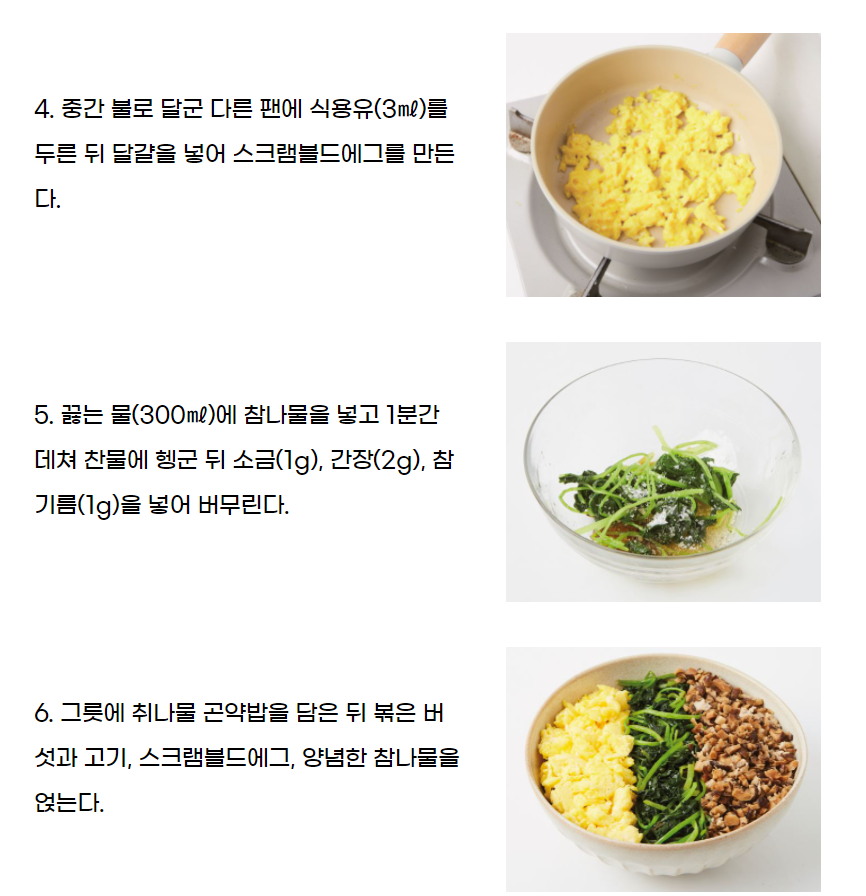 4. 중간 불로 달군 다른 팬에 식용유(3㎖)를
두른 뒤 달걀을 넣어 스크램블드에그를 만든
다.
5. 끓는 물(300㎖)에 참나물을 넣고 1분간
데쳐 찬물에 헹군 뒤 소금(1g), 간장(2g), 참
기름(1g)을 넣어 버무린다.
6. 그릇에 취나물 곤약밥을 담은 뒤 볶은 버
섯과 고기, 스크램블드에그, 양념한 참나물을
얹는다.